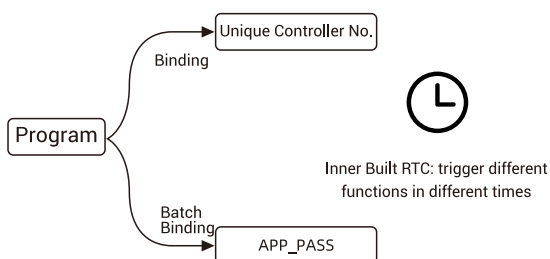 Unique Controller No.
Binding
Program
Inner Built RTC: trigger different
functions in different times
Batch
Binding
APP_PASS